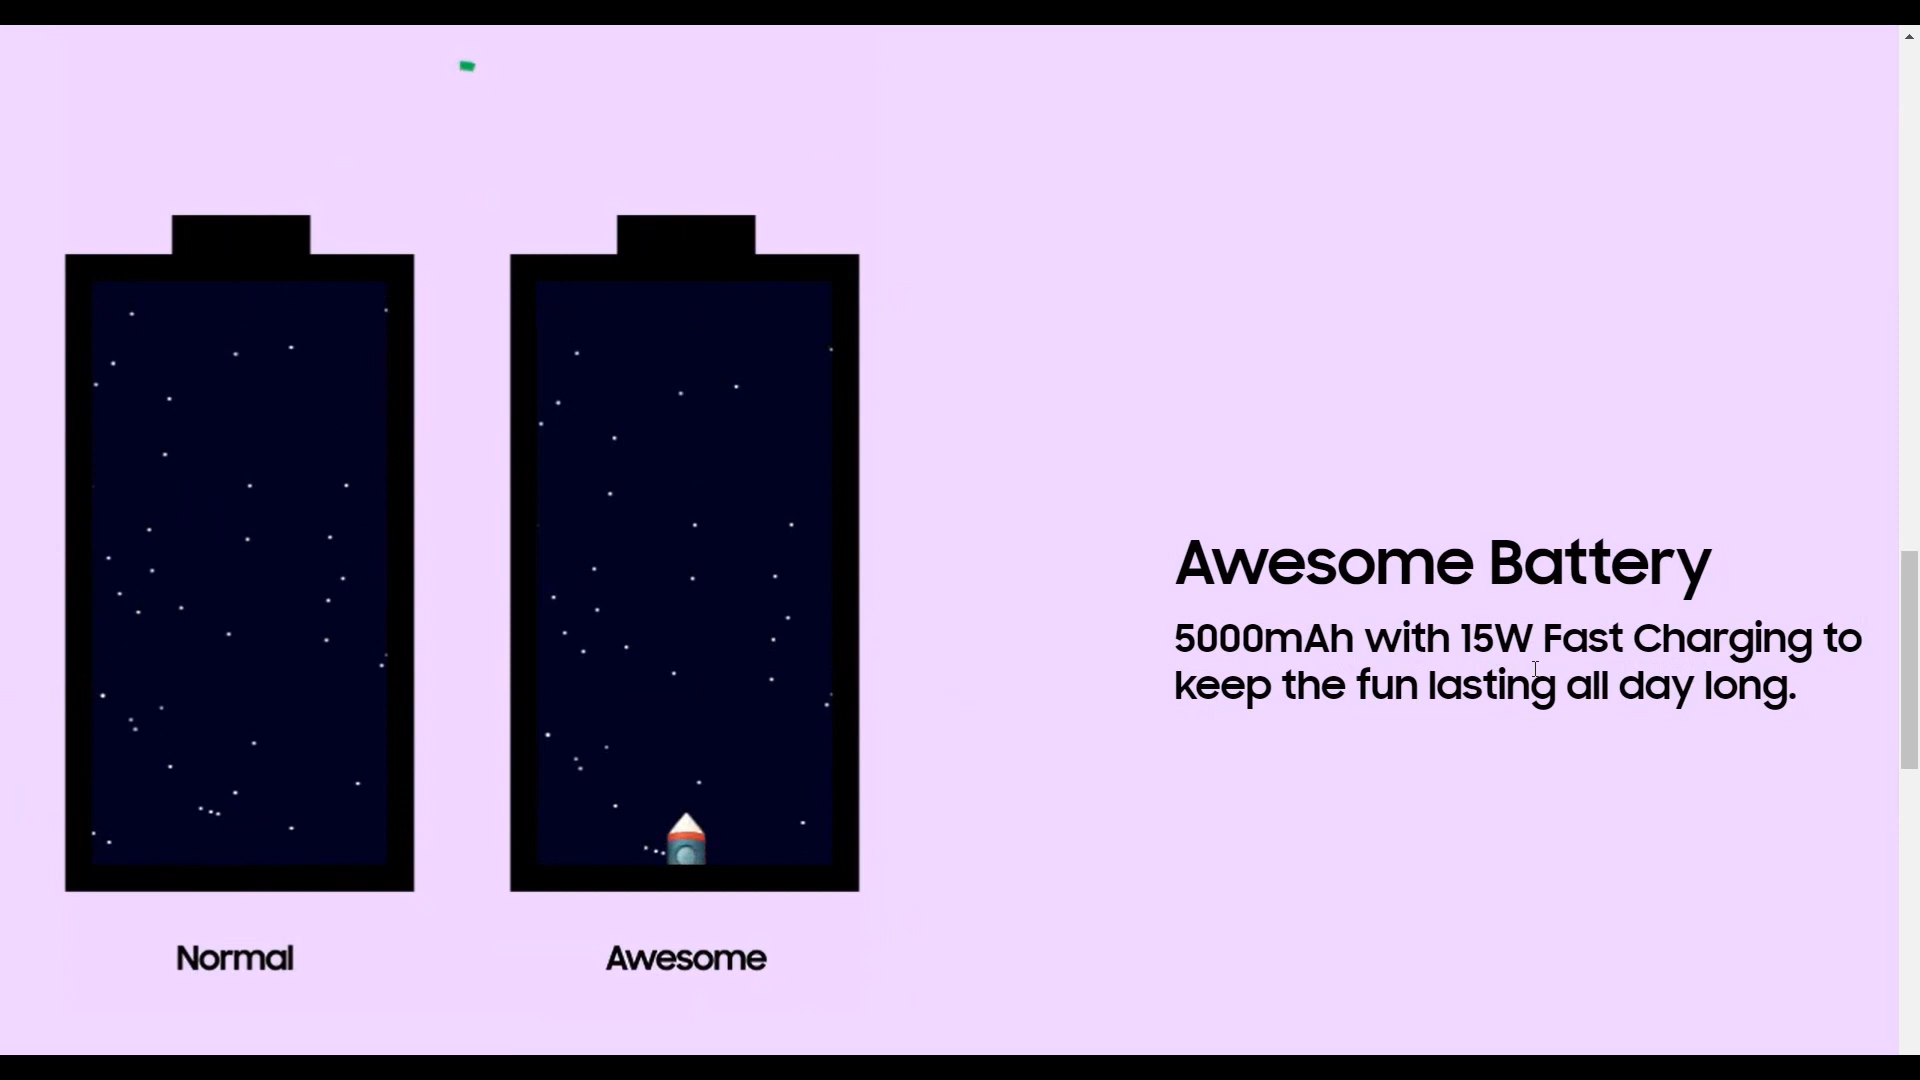 Awesome Battery
5000mAh with 15W Fast Charging to
keep the fun lasting all day long.
Normal
Awesome